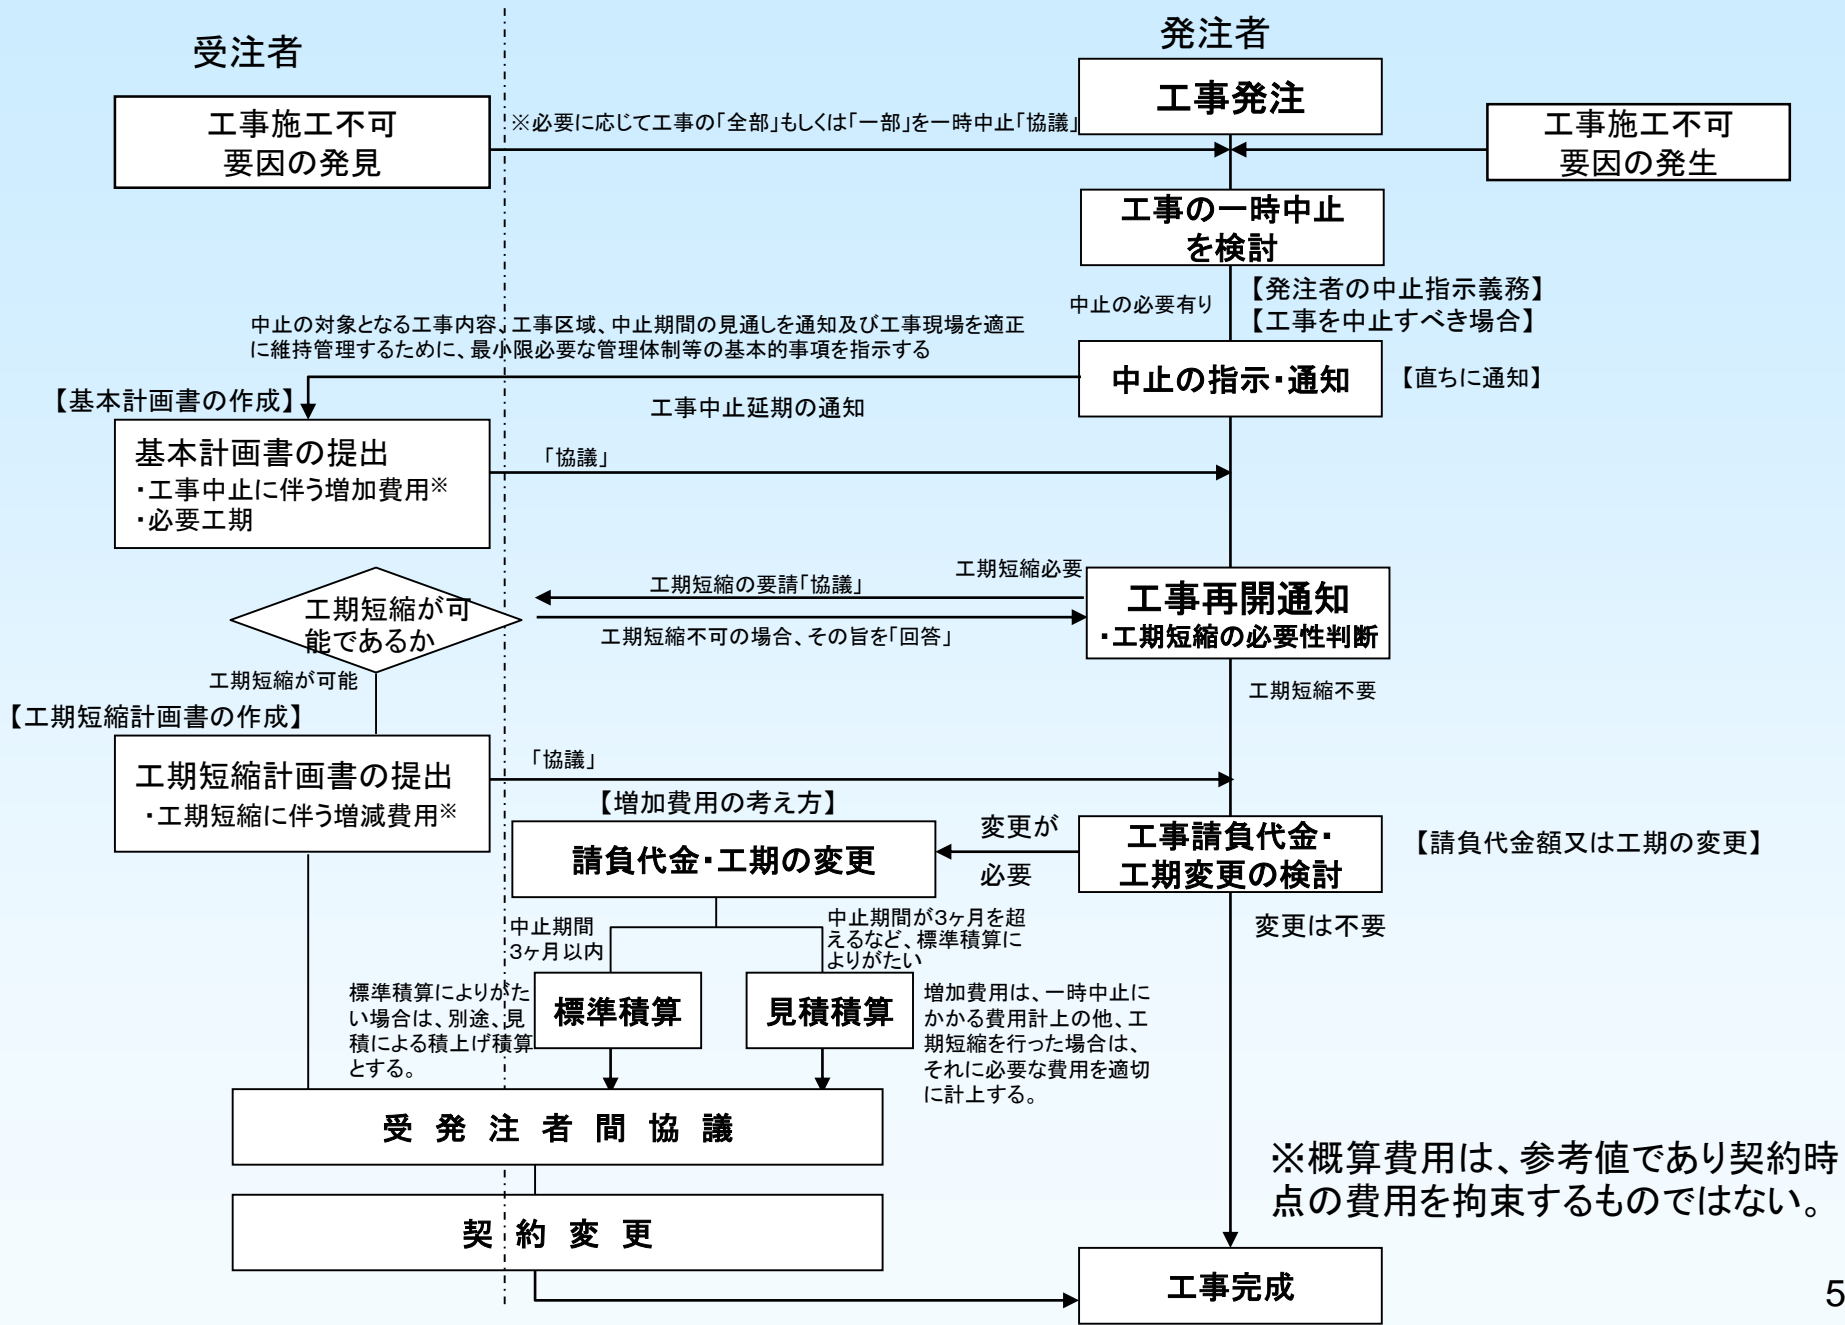 受注者
発注者
工事発注
工事施工不可
要因の発見
※必要に応じて工事の「全部」もしくは「一部」を一時中止「協議」
工事施工不可
要因の発生
工事の一時中止
を検討
中止の必要有り
【発注者の中止指示義務】
【工事を中止すべき場合】
中止の対象となる工事内容、工事区域、中止期間の見通しを通知及び工事現場を適正
に維持管理するために、最小限必要な管理体制等の基本的事項を指示する
中止の指示・通知
【直ちに通知】
【基本計画書の作成】
工事中止延期の通知
基本計画書の提出
・工事中止に伴う増加費用※
・必要工期
「協議」
工期短縮必要
工期短縮の要請「協議」
工事再開通知
・工期短縮の必要性判断
工期短縮が可
能であるか
工期短縮不可の場合、その旨を「回答」
工期短縮が可能
工期短縮不要
【工期短縮計画書の作成】
工期短縮計画書の提出
・工期短縮に伴う増減費用※
「協議」
【増加費用の考え方】
請負代金・工期の変更
変更が
必要
工事請負代金・
工期変更の検討
【請負代金額又は工期の変更】
変更は不要
中止期間
3ヶ月以内
中止期間が3ヶ月を超
えるなど、標準積算に
よりがたい
標準積算によりがた
い場合は、別途、見
積による積上げ積算
とする。
標準積算
見積積算
増加費用は、一時中止に
かかる費用計上の他、工
期短縮を行った場合は、
それに必要な費用を適切
に計上する。
受発注者間協議
契約変更
※概算費用は、参考値であり契約時
点の費用を拘束するものではない。
工事完成
5